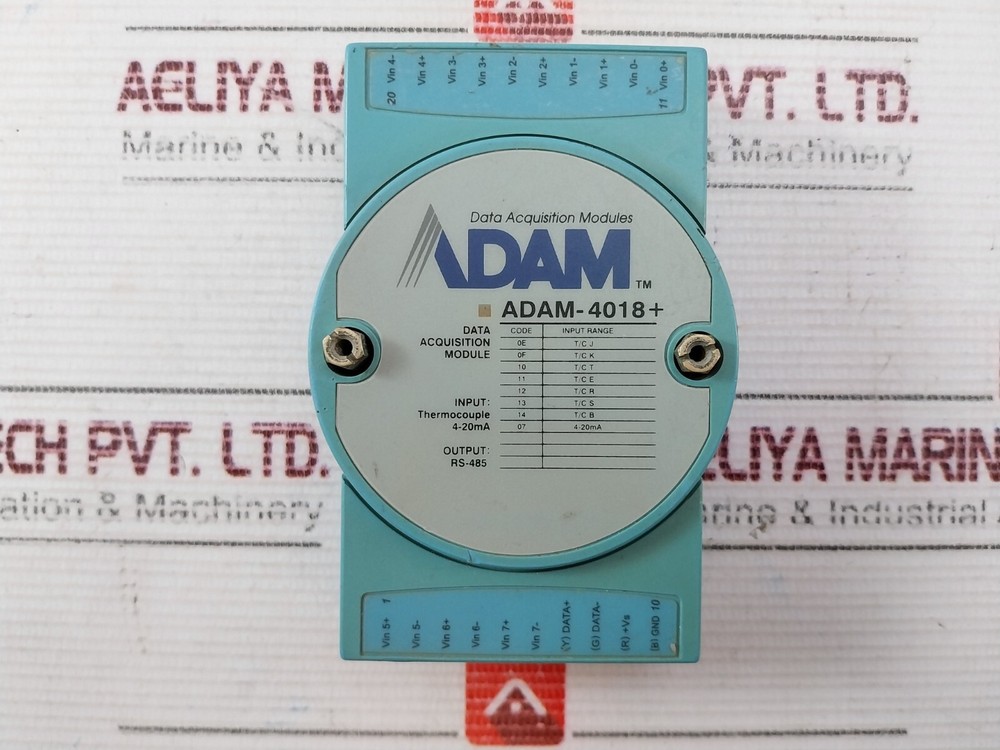 Vin 4- Vin 4+ Vin 3- Vin 3+ Vin 2- Vin 2+ Vin 1- Vin 1+ Vin 0- Vin 0+
20 11
AELIYA M PVT. LTD.
Marine & Ind & Machinery
Data Acquisition Modules
ADAM TM
ADAM-4018+
DATA
ACQUISITION
MODULE
CODE INPUT RANGE
0E T/C J
0F T/C K
10 T/C T
11 T/C E
12 T/C R
13 T/C S
14 T/C B
07 4-20mA
INPUT:
Thermocouple
4-20mA
OUTPUT:
RS-485
ECH PVT. LTD. ELIYA MARIN
ation & Machinery arine & Industrial
1 10
Vin 5+ Vin 5- Vin 6+ Vin 6- Vin 7+ Vin 7- (Y) DATA+ (G) DATA- (R) +Vs (B) GND